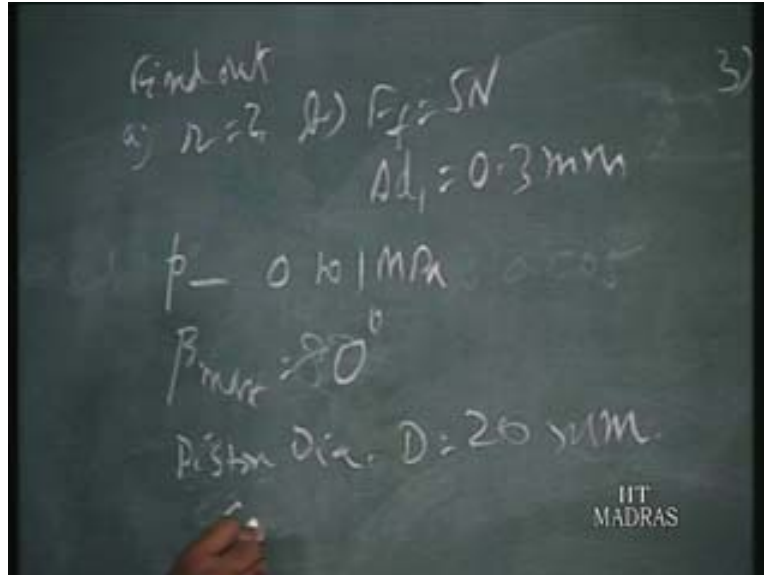 Find out
a) r = ? b) Ff = 5N
3)
Δd1 = 0.3 mm
p - 0 to 1 MPa
βmax = 80°
Piston Dia. D = 20 mm.
IIT
MADRAS